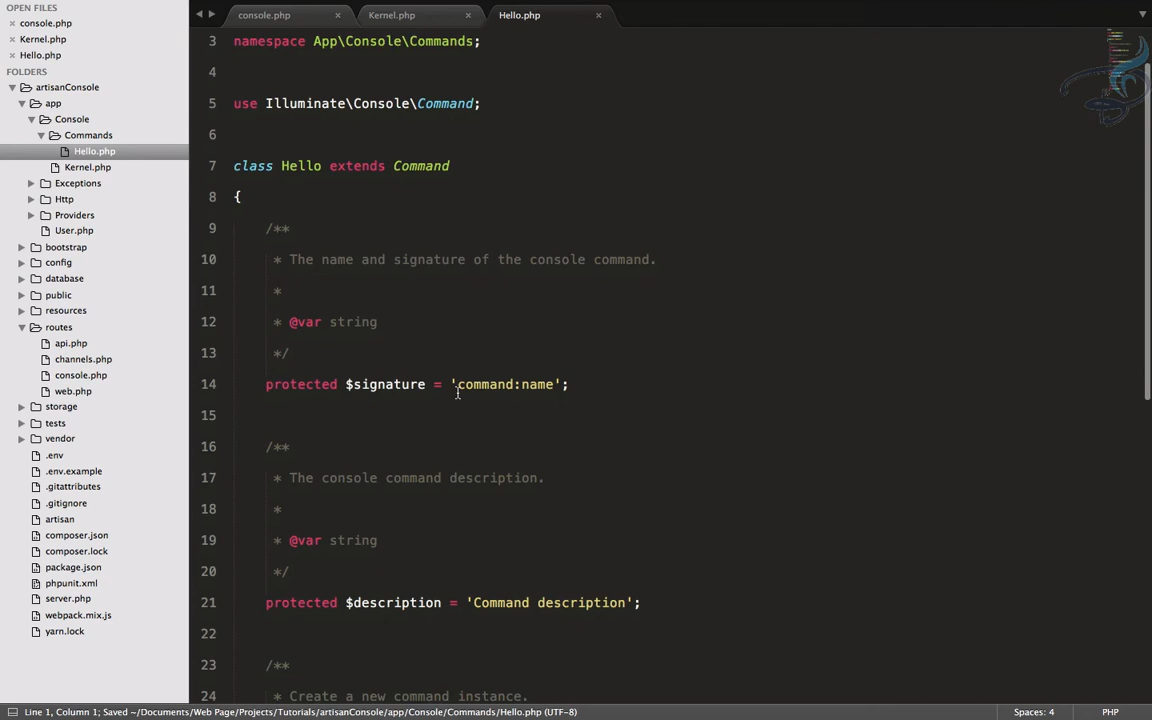 OPEN FILES
console.php
× Kernel.php
× Hello.php
FOLDERS
artisanConsole
app
Console
Commands
Hello.php
Kernel.php
Exceptions
Http
Providers
User.php
bootstrap
config
database
public
resources
routes
api.php
channels.php
console.php
web.php
storage
tests
vendor
.env
.env.example
.gitattributes
.gitignore
artisan
composer.json
composer.lock
package.json
phpunit.xml
server.php
webpack.mix.js
yarn.lock
console.php × Kernel.php × Hello.php ×
3 namespace App\Console\Commands;
4
5 use Illuminate\Console\Command;
6
7 class Hello extends Command
8 {
9 /**
10 * The name and signature of the console command.
11 *
12 * @var string
13 */
14 protected $signature = 'command:name';
15
16 /**
17 * The console command description.
18 *
19 * @var string
20 */
21 protected $description = 'Command description';
22
23 /**
24 * Create a new command instance.
Line 1, Column 1; Saved ~/Documents/Web Page/Projects/Tutorials/artisanConsole/app/Console/Commands/Hello.php (UTF-8) Spaces: 4 PHP